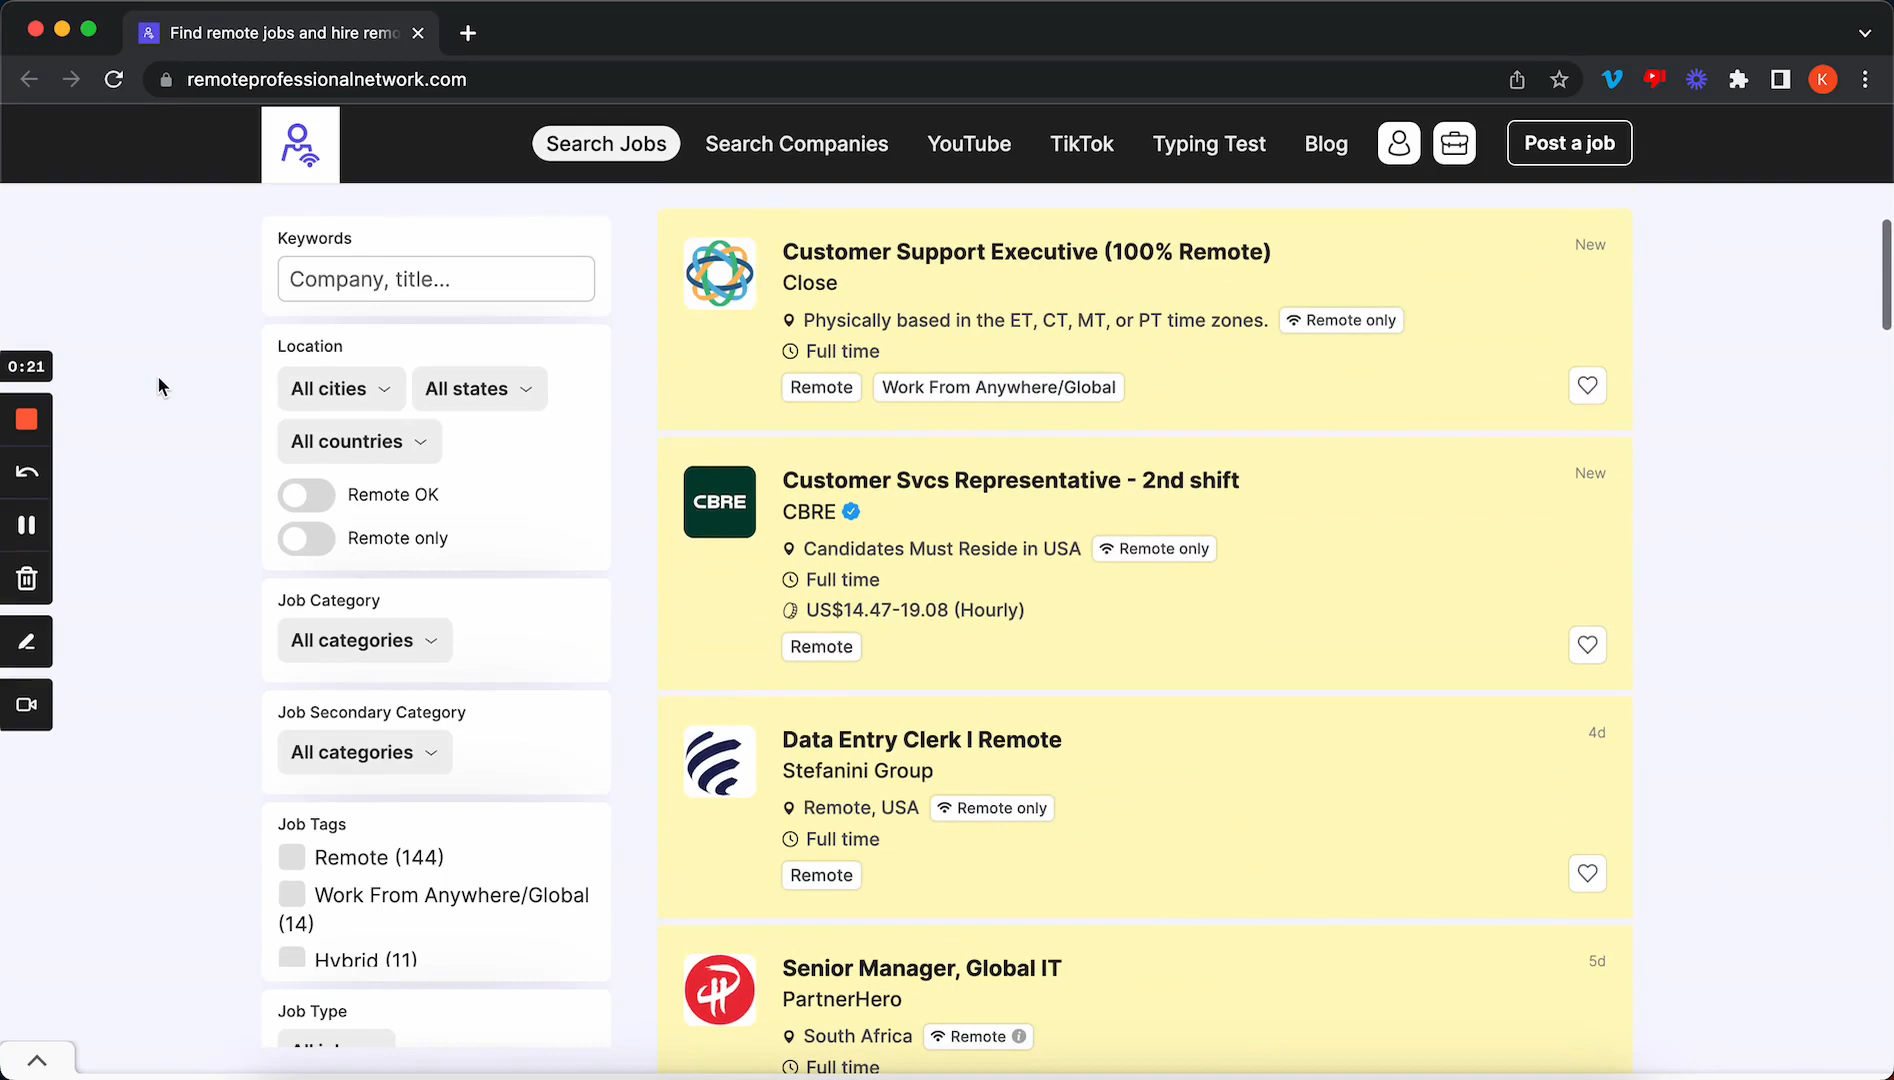 Find remote jobs and hire remo
remoteprofessionalnetwork.com
K
Search Jobs
Search Companies
YouTube
TikTok
Typing Test
Blog
Post a job
0:21
Keywords
Company, title...
Location
All cities
All states
All countries
Remote OK
Remote only
Job Category
All categories
Job Secondary Category
All categories
Job Tags
Remote (144)
Work From Anywhere/Global
(14)
Hybrid (11)
Job Type
Customer Support Executive (100% Remote)
New
Close
Physically based in the ET, CT, MT, or PT time zones.
Remote only
Full time
Remote
Work From Anywhere/Global
CBRE
Customer Svcs Representative - 2nd shift
New
CBRE
Candidates Must Reside in USA
Remote only
Full time
US$14.47-19.08 (Hourly)
Remote
Data Entry Clerk I Remote
4d
Stefanini Group
Remote, USA
Remote only
Full time
Remote
Senior Manager, Global IT
5d
PartnerHero
South Africa
Remote
Full time